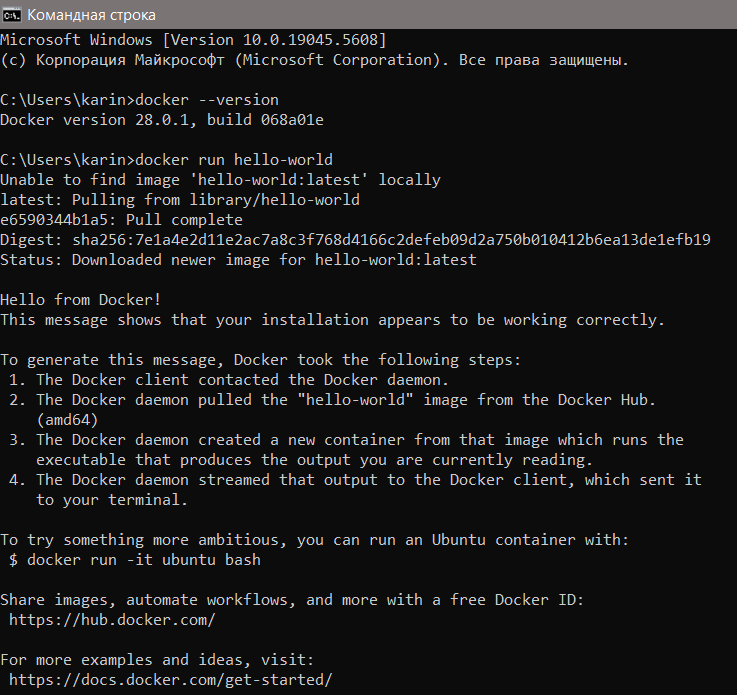 Командная строка
Microsoft Windows [Version 10.0.19045.5608]
(c) Корпорация Майкрософт (Microsoft Corporation). Все права защищены.
C:\Users\karin>docker --version
Docker version 28.0.1, build 068a01e
C:\Users\karin>docker run hello-world
Unable to find image 'hello-world:latest' locally
latest: Pulling from library/hello-world
e6590344b1a5: Pull complete
Digest: sha256:7e1a4e2d11e2ac7a8c3f768d4166c2defeb09d2a750b010412b6ea13de1efb19
Status: Downloaded newer image for hello-world:latest
Hello from Docker!
This message shows that your installation appears to be working correctly.
To generate this message, Docker took the following steps:
1. The Docker client contacted the Docker daemon.
2. The Docker daemon pulled the "hello-world" image from the Docker Hub.
(amd64)
3. The Docker daemon created a new container from that image which runs the
executable that produces the output you are currently reading.
4. The Docker daemon streamed that output to the Docker client, which sent it
to your terminal.
To try something more ambitious, you can run an Ubuntu container with:
$ docker run -it ubuntu bash
Share images, automate workflows, and more with a free Docker ID:
https://hub.docker.com/
For more examples and ideas, visit:
https://docs.docker.com/get-started/